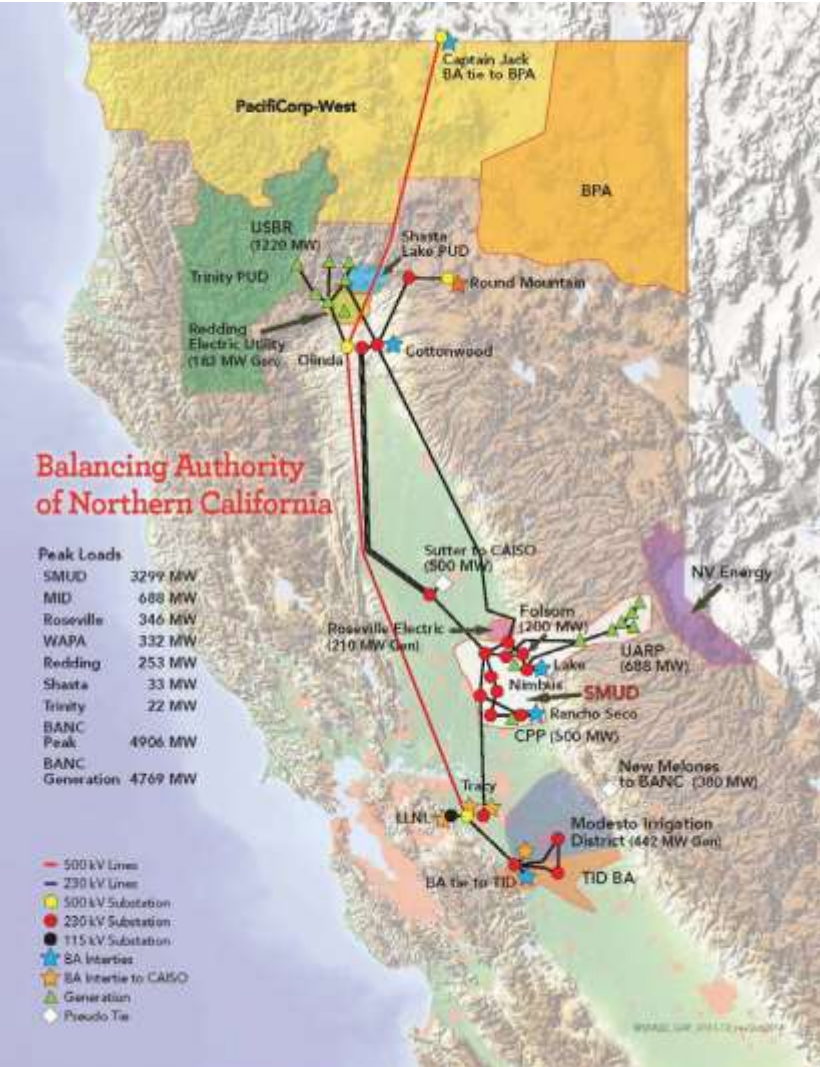 Captain Jack
BA tie to BPA
PacifiCorp-West
BPA
USBR
(1220 MW)
Shasta
Lake PUD
Trinity PUD
Round Mountain
Redding
Electric Utility
(183 MW Gen)
Olinda
Cottonwood
Balancing Authority
of Northern California
Peak Loads
SMUD 3299 MW
MID 688 MW
Roseville 346 MW
WAPA 332 MW
Redding 253 MW
Shasta 33 MW
Trinity 22 MW
BANC
Peak 4906 MW
BANC
Generation 4769 MW
Sutter to CAISO
(500 MW)
NV Energy
Folsom
(200 MW)
Roseville Electric
(210 MW Gen)
UARP
(688 MW)
Lake
Nimbus
SMUD
Rancho Seco
CPP (500 MW)
New Melones
to BANC (380 MW)
Tracy
LLNL
Modesto Irrigation
District (442 MW Gen)
BA tie to TID
TID BA
500 kV Lines
230 kV Lines
500 kV Substation
230 kV Substation
115 kV Substation
BA Interties
BA Intertie to CAISO
Generation
Pseudo Tie